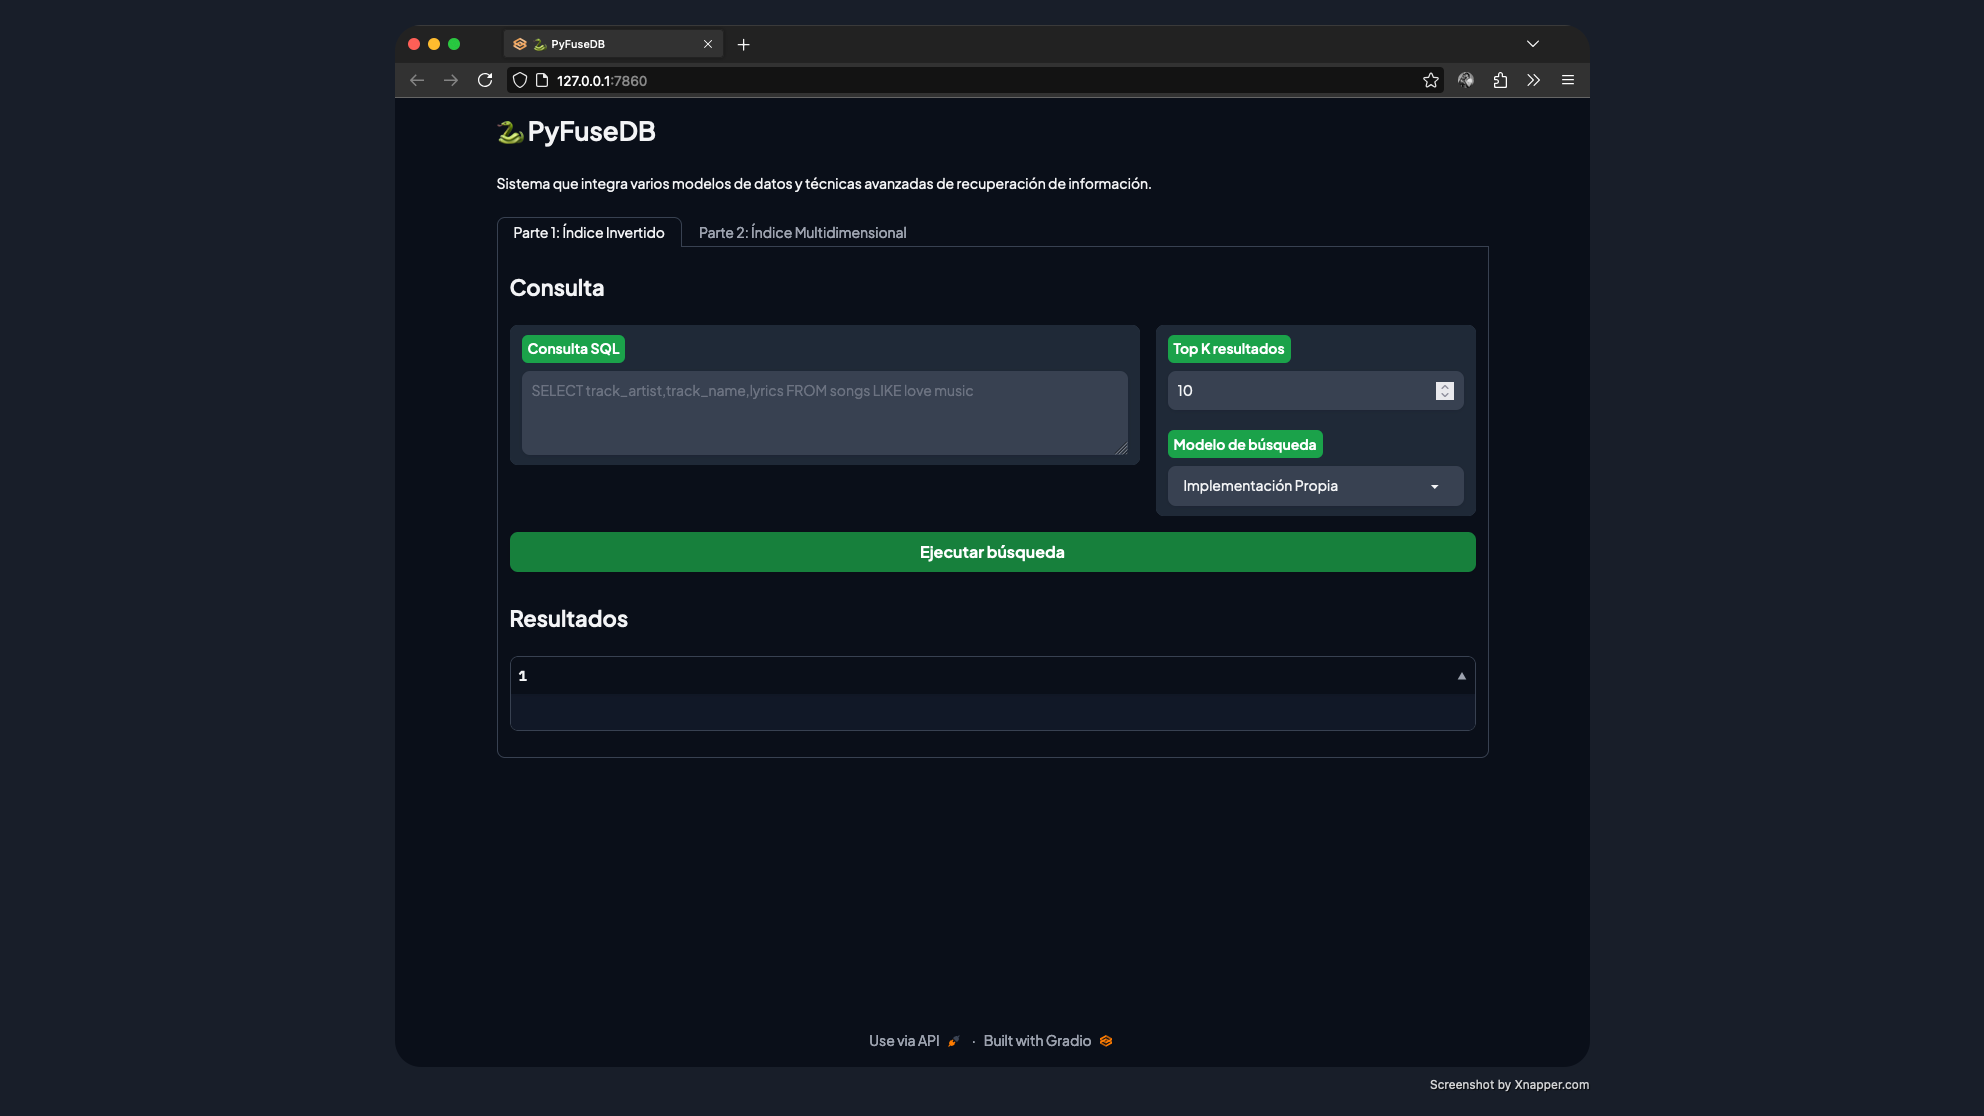 PyFuseDB
127.0.0.1:7860
PyFuseDB
Sistema que integra varios modelos de datos y técnicas avanzadas de recuperación de información.
Parte 1: Índice Invertido
Parte 2: Índice Multidimensional
Consulta
Consulta SQL
SELECT track_artist,track_name,lyrics FROM songs LIKE love music
Top K resultados
10
Modelo de búsqueda
Implementación Propia
Ejecutar búsqueda
Resultados
1
Use via API · Built with Gradio
Screenshot by Xnapper.com